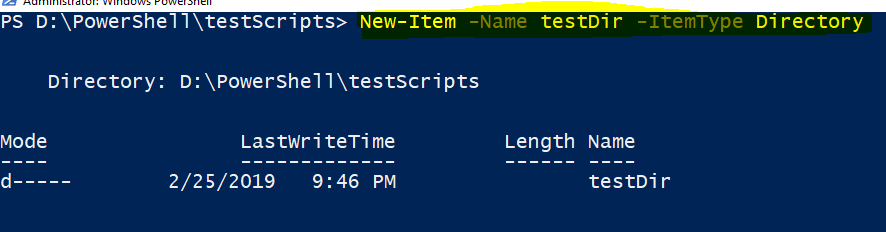 Administrator: Windows PowerShell
PS D:\PowerShell\testScripts> New-Item -Name testDir -ItemType Directory
Directory: D:\PowerShell\testScripts
Mode LastWriteTime Length Name
---- ------------- ------ ----
d----- 2/25/2019 9:46 PM testDir